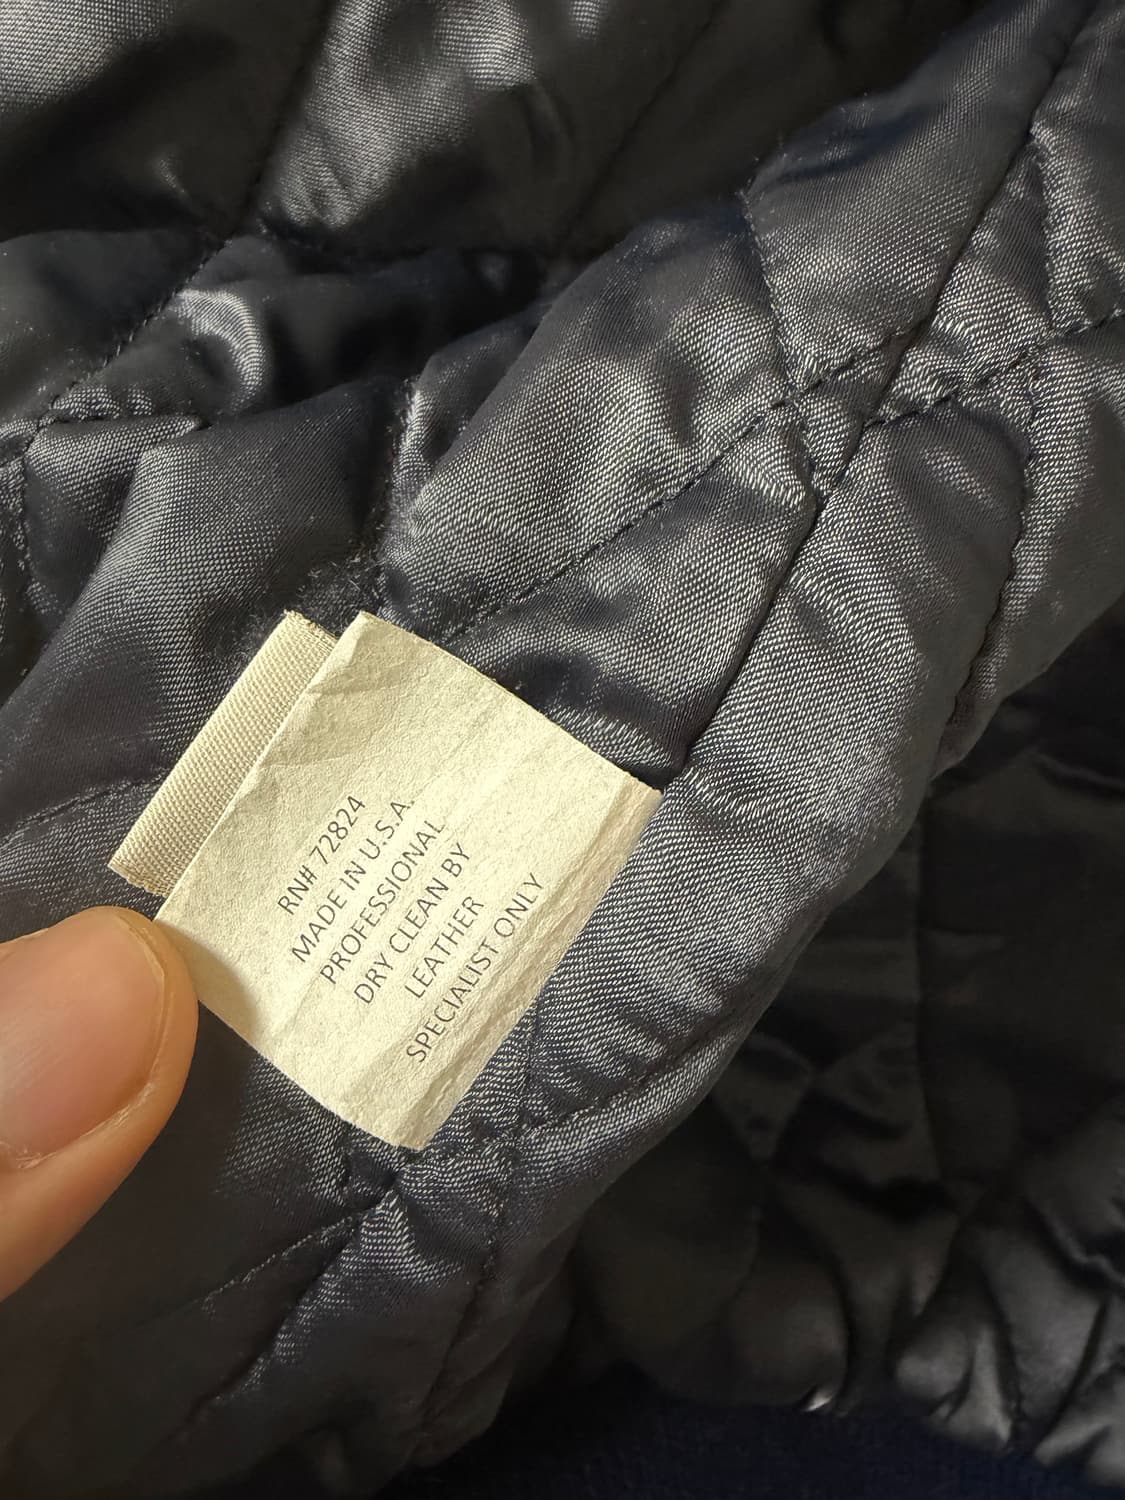 RN# 72824
MADE IN U.S.A.
PROFESSIONAL
DRY CLEAN BY
LEATHER
SPECIALIST ONLY